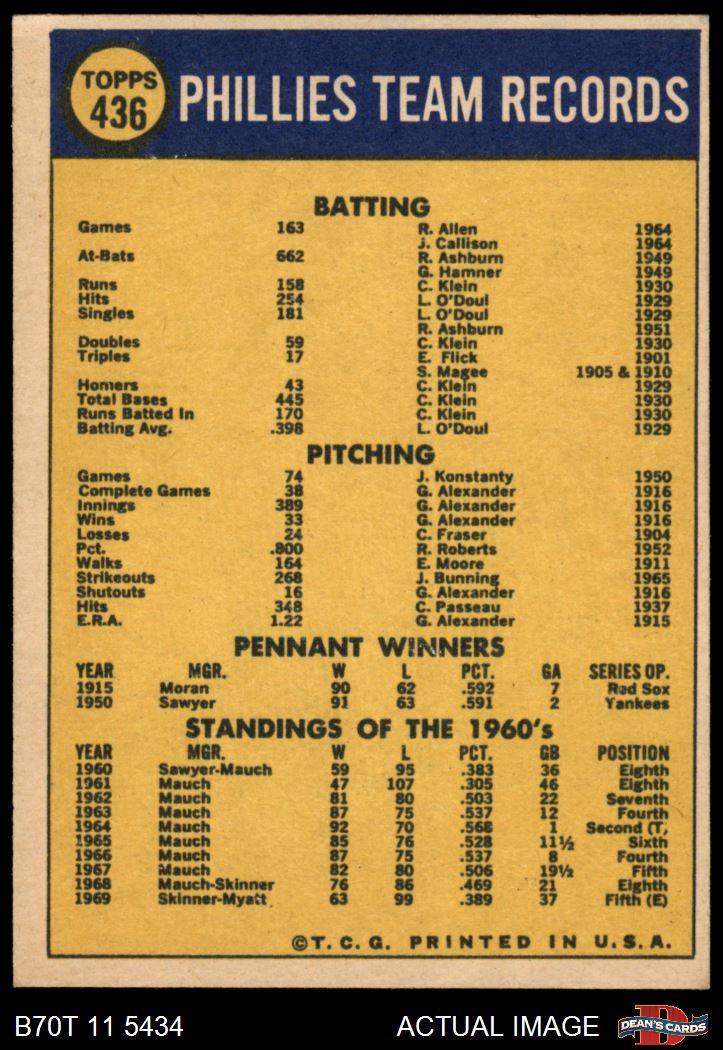 TOPPS
436
PHILLIES TEAM RECORDS
BATTING
Games 163 R. Allen 1964
J. Callison 1964
At-Bats 662 R. Ashburn 1949
G. Hamner 1949
Runs 158 C. Klein 1930
Hits 254 L. O'Doul 1929
Singles 181 L. O'Doul 1929
R. Ashburn 1951
Doubles 59 C. Klein 1930
Triples 17 E. Flick 1901
S. Magee 1905 & 1910
Homers 43 C. Klein 1929
Total Bases 445 C. Klein 1930
Runs Batted In 170 C. Klein 1930
Batting Avg. .398 L. O'Doul 1929
PITCHING
Games 74 J. Konstanty 1950
Complete Games 38 G. Alexander 1916
Innings 389 G. Alexander 1916
Wins 33 G. Alexander 1916
Losses 24 C. Fraser 1904
Pct. .800 R. Roberts 1952
Walks 164 E. Moore 1911
Strikeouts 268 J. Bunning 1965
Shutouts 16 G. Alexander 1916
Hits 348 C. Passeau 1937
E.R.A. 1.22 G. Alexander 1915
PENNANT WINNERS
YEAR MGR. W L PCT. GA SERIES OP.
1915 Moran 90 62 .592 7 Red Sox
1950 Sawyer 91 63 .591 2 Yankees
STANDINGS OF THE 1960's
YEAR MGR. W L PCT. GB POSITION
1960 Sawyer-Mauch 59 95 .383 36 Eighth
1961 Mauch 47 107 .305 46 Eighth
1962 Mauch 81 80 .503 22 Seventh
1963 Mauch 87 75 .537 12 Fourth
1964 Mauch 92 70 .568 1 Second (T,
1965 Mauch 85 76 .528 11½ Sixth
1966 Mauch 87 75 .537 8 Fourth
1967 Mauch 82 80 .506 19½ Fifth
1968 Mauch-Skinner 76 86 .469 21 Eighth
1969 Skinner-Myatt 63 99 .389 37 Fifth (E)
©T.C.G. PRINTED IN U.S.A.
B70T 11 5434 ACTUAL IMAGE D DEAN'S CARDS